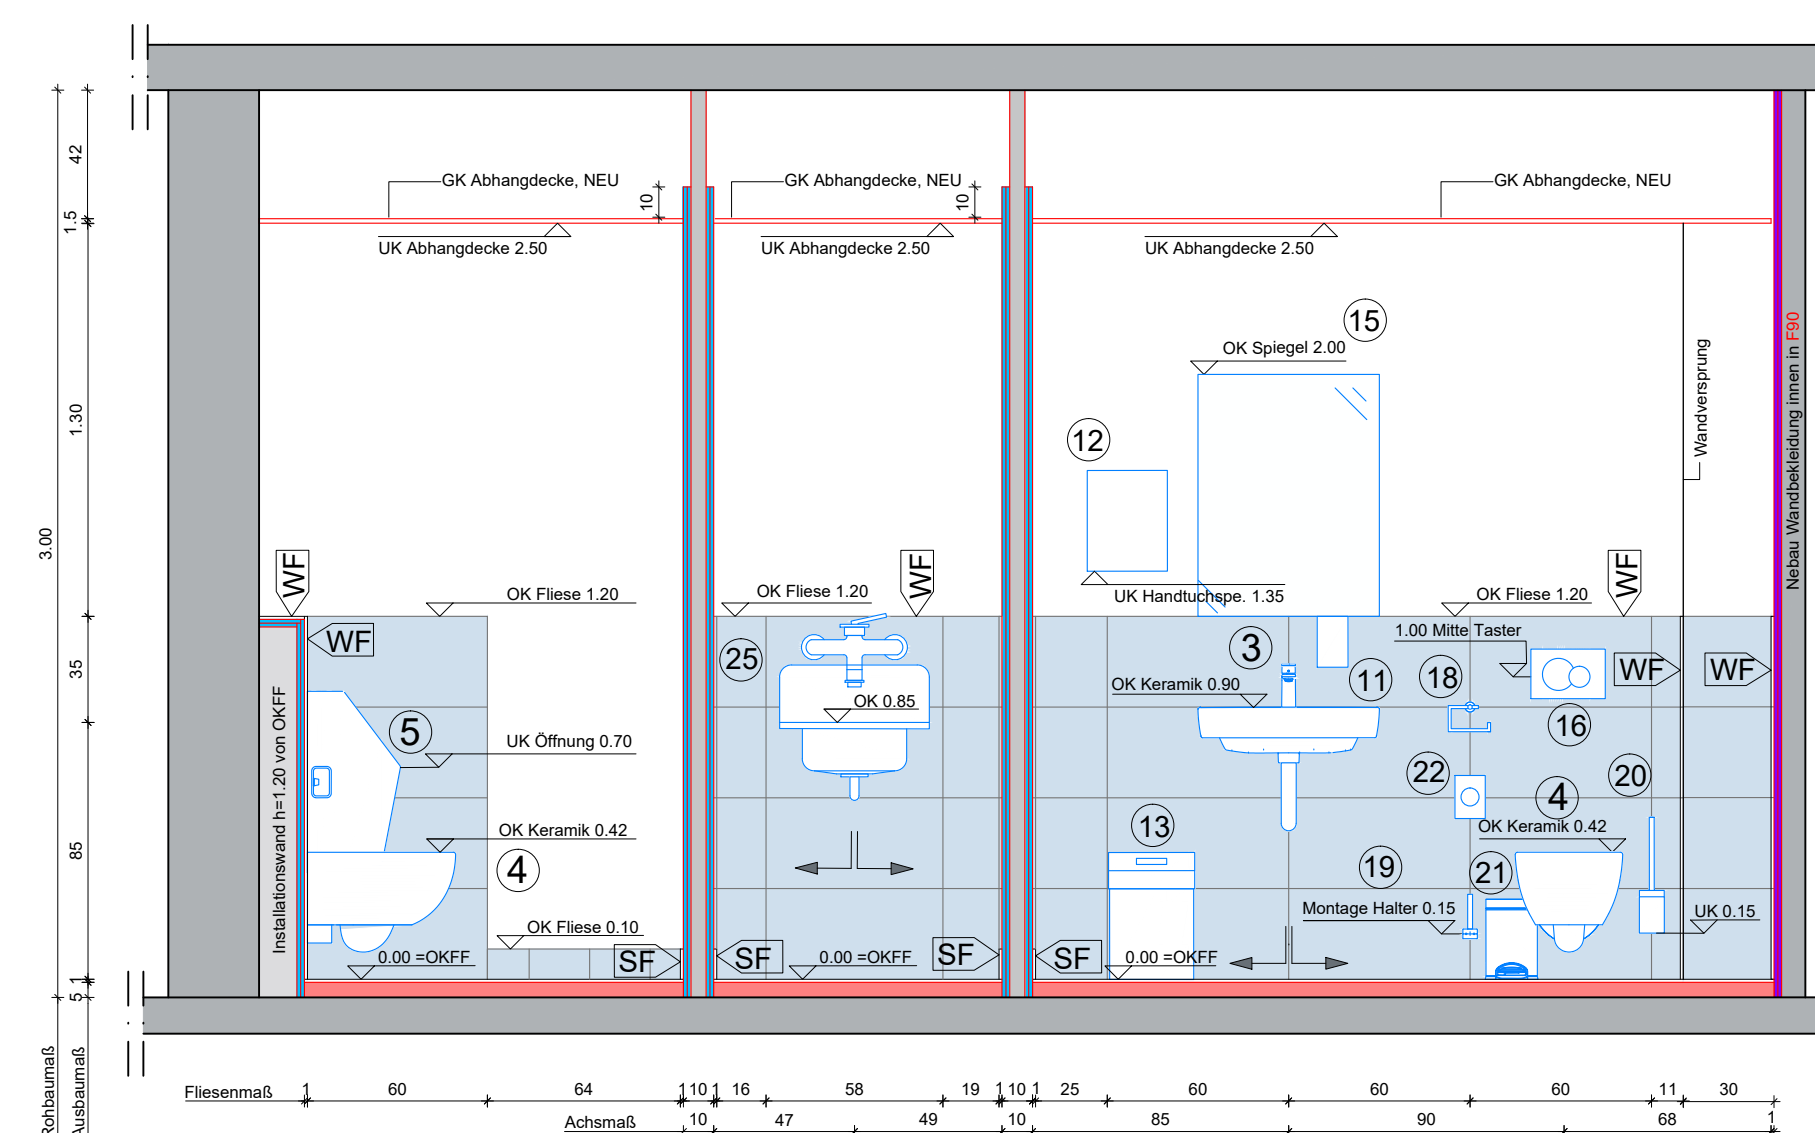 GK Abhangdecke, NEU
GK Abhangdecke, NEU
GK Abhangdecke, NEU
10
10
UK Abhangdecke 2.50
UK Abhangdecke 2.50
UK Abhangdecke 2.50
42
1.5
1.30
3.00
35
85
1
5
Rohbaumaß
Ausbaumaß
15
OK Spiegel 2.00
12
UK Handtuchspe. 1.35
Wandversprung
Nebau Wandbekleidung innen in F90
WF
OK Fliese 1.20
OK Fliese 1.20
WF
OK Fliese 1.20
WF
WF
Installationswand h=1.20 von OKFF
5
UK Öffnung 0.70
OK Keramik 0.42
4
OK Fliese 0.10
0.00 =OKFF
SF
25
OK 0.85
SF
0.00 =OKFF
SF
3
1.00 Mitte Taster
OK Keramik 0.90
11
18
WF
WF
16
22
4
20
OK Keramik 0.42
13
19
21
Montage Halter 0.15
UK 0.15
SF
0.00 =OKFF
Fliesenmaß 1 60 64 1 10 1 16 58 19 1 10 1 25 60 60 60 11 30
Achsmaß 10 47 49 10 85 90 68 1